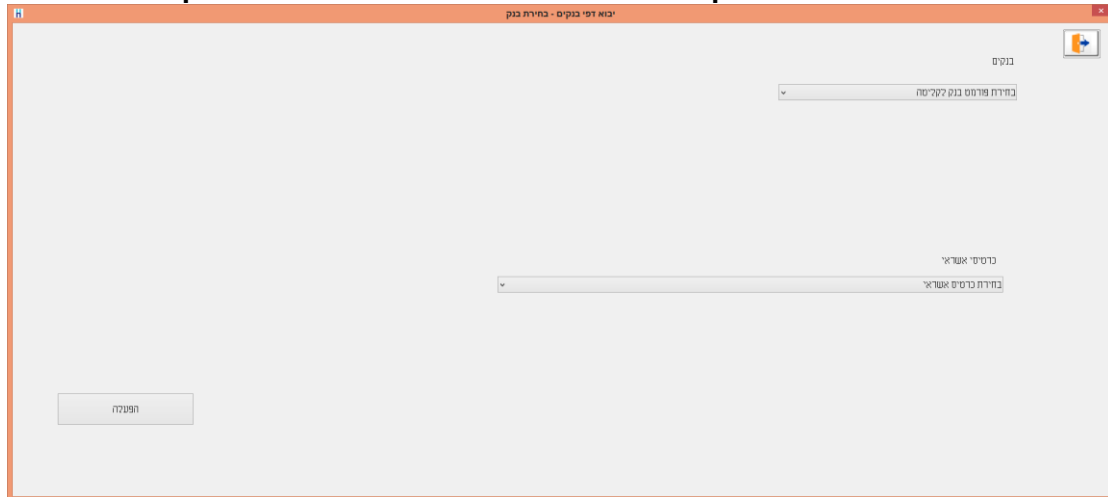 יבוא דפי בנקים - בחירת בנק
בנקים
בחירת פורמט בנק לקליטה
כרטיסי אשראי
בחירת כרטיס אשראי
הפעלה